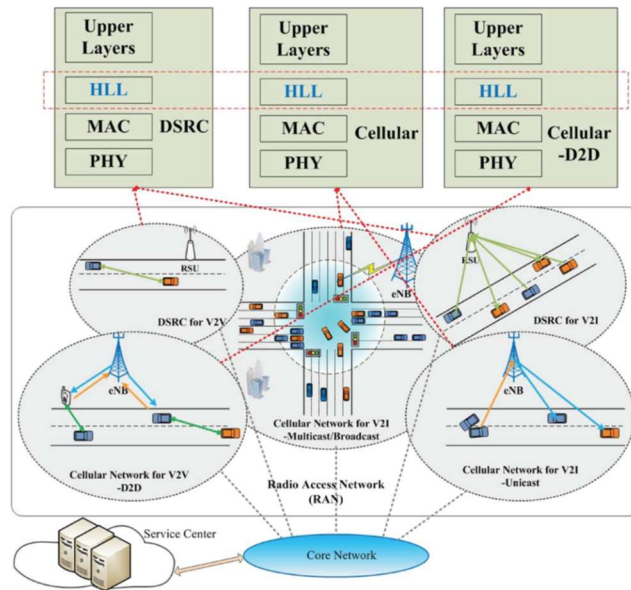 Upper
Layers
HLL
MAC
DSRC
PHY
Upper
Layers
HLL
MAC
Cellular
PHY
Upper
Layers
HLL
MAC
Cellular
-D2D
PHY
RSU
DSRC for V2V
eNB
RSU
DSRC for V2I
eNB
Cellular Network for V2V
-D2D
Cellular Network for V2I
-Multicast/Broadcast
eNB
Cellular Network for V2I
-Unicast
Radio Access Network
(RAN)
Service Center
Core Network